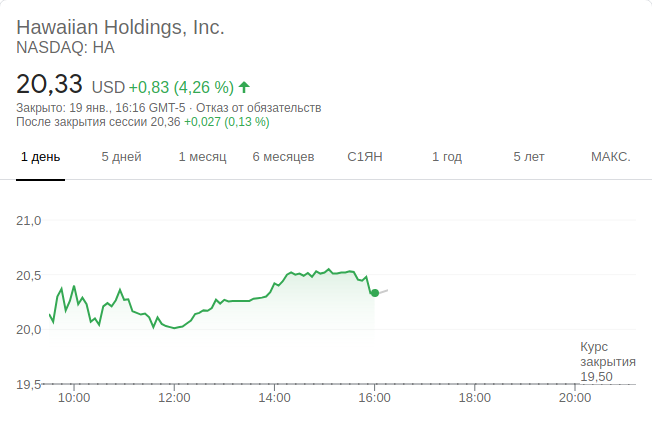 Hawaiian Holdings, Inc.
NASDAQ: HA
20,33 USD +0,83 (4,26 %)
Закрыто: 19 янв., 16:16 GMT-5 · Отказ от обязательств
После закрытия сессии 20,36 +0,027 (0,13 %)
1 день 5 дней 1 месяц 6 месяцев С1ЯН 1 год 5 лет МАКС.
21,0
20,5
20,0
Курс
закрытия
19,50
19,5
10:00 12:00 14:00 16:00 18:00 20:00